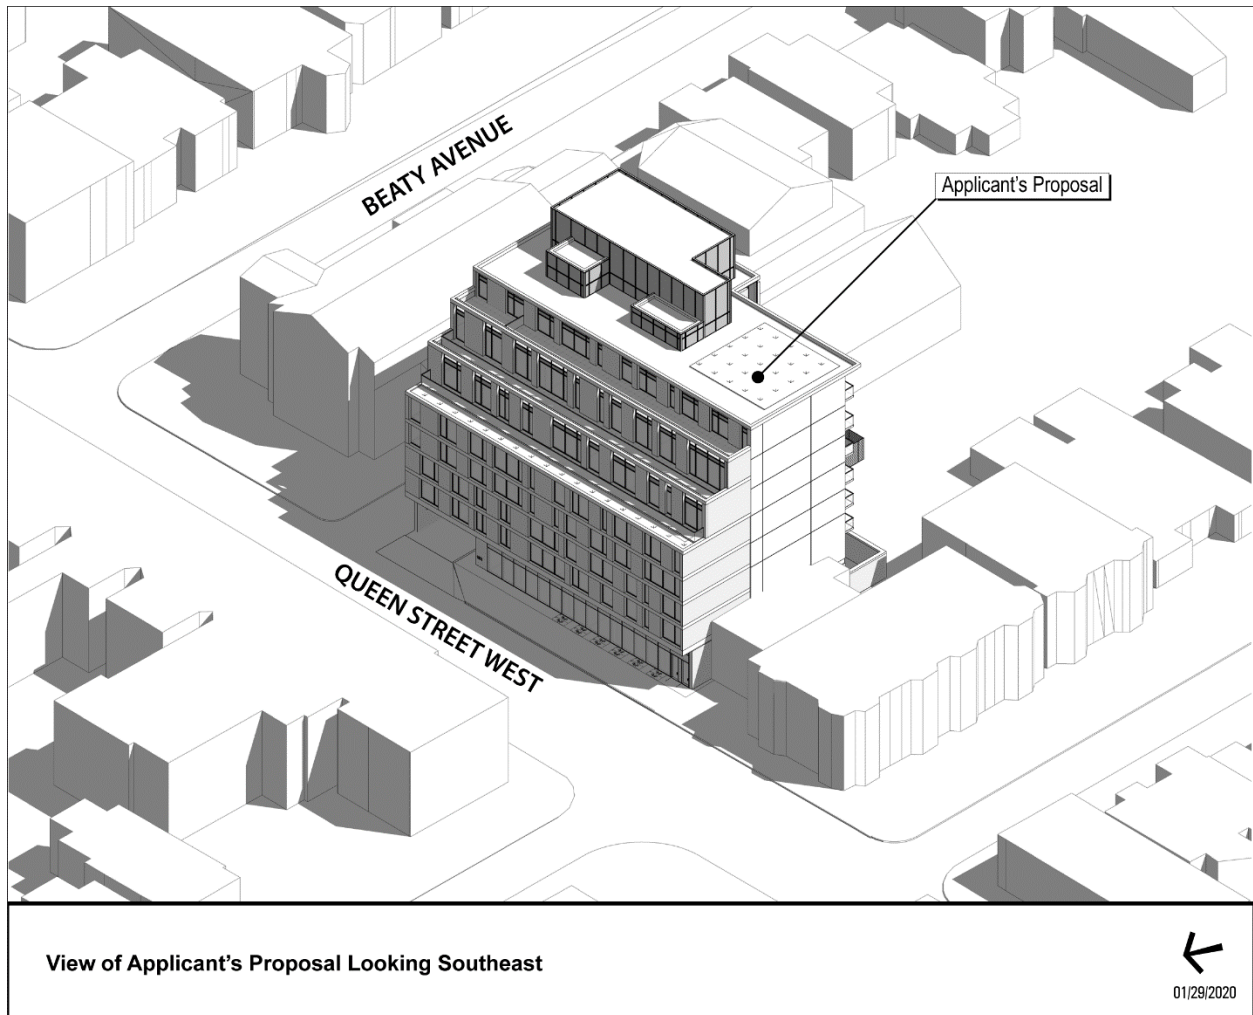 BEATY AVENUE
Applicant's Proposal
QUEEN STREET WEST
View of Applicant's Proposal Looking Southeast
01/29/2020